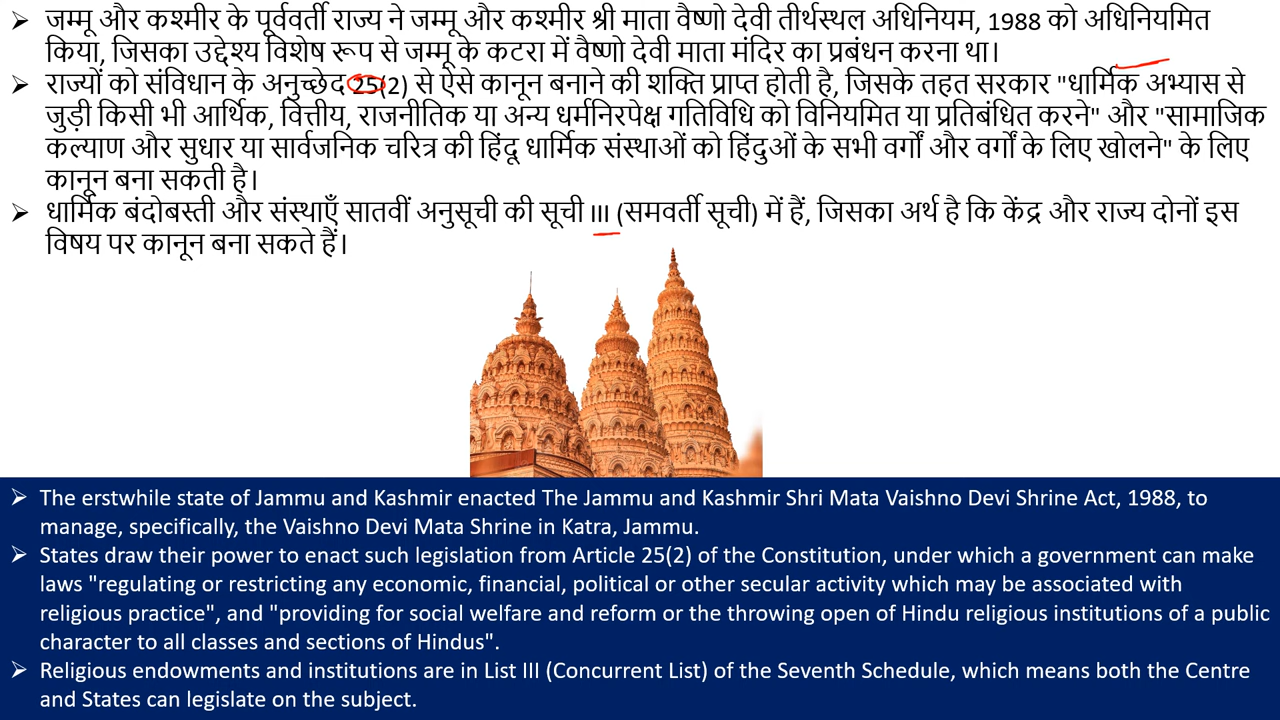 ➢ जम्मू और कश्मीर के पूर्ववर्ती राज्य ने जम्मू और कश्मीर श्री माता वैष्णो देवी तीर्थस्थल अधिनियम, 1988 को अधिनियमित
किया, जिसका उद्देश्य विशेष रूप से जम्मू के कटरा में वैष्णो देवी माता मंदिर का प्रबंधन करना था।
➢ राज्यों को संविधान के अनुच्छेद 25(2) से ऐसे कानून बनाने की शक्ति प्राप्त होती है, जिसके तहत सरकार "धार्मिक अभ्यास से
जुड़ी किसी भी आर्थिक, वित्तीय, राजनीतिक या अन्य धर्मनिरपेक्ष गतिविधि को विनियमित या प्रतिबंधित करने" और "सामाजिक
कल्याण और सुधार या सार्वजनिक चरित्र की हिंदू धार्मिक संस्थाओं को हिंदुओं के सभी वर्गों और वर्गों के लिए खोलने" के लिए
कानून बना सकती है।
➢ धार्मिक बंदोबस्ती और संस्थाएँ सातवीं अनुसूची की सूची III (समवर्ती सूची) में हैं, जिसका अर्थ है कि केंद्र और राज्य दोनों इस
विषय पर कानून बना सकते हैं।
➢ The erstwhile state of Jammu and Kashmir enacted The Jammu and Kashmir Shri Mata Vaishno Devi Shrine Act, 1988, to
manage, specifically, the Vaishno Devi Mata Shrine in Katra, Jammu.
➢ States draw their power to enact such legislation from Article 25(2) of the Constitution, under which a government can make
laws "regulating or restricting any economic, financial, political or other secular activity which may be associated with
religious practice", and "providing for social welfare and reform or the throwing open of Hindu religious institutions of a public
character to all classes and sections of Hindus".
➢ Religious endowments and institutions are in List III (Concurrent List) of the Seventh Schedule, which means both the Centre
and States can legislate on the subject.